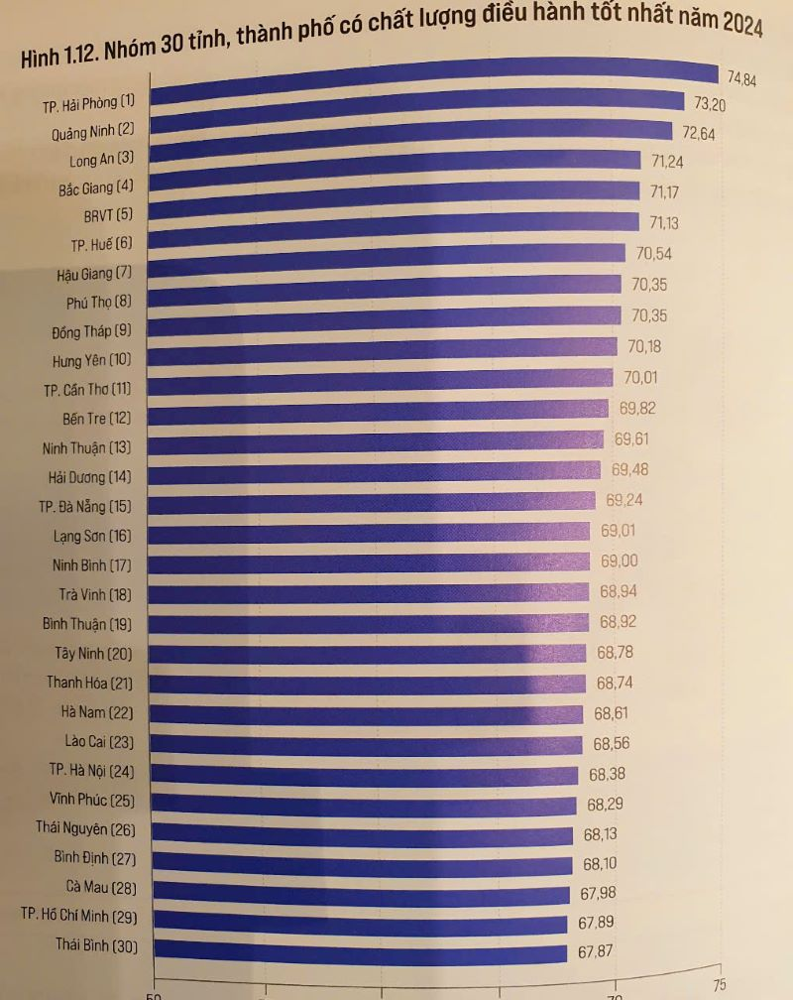 Hình 1.12. Nhóm 30 tỉnh, thành phố có chất lượng điều hành tốt nhất năm 2024
TP. Hải Phòng (1) 74,84
Quảng Ninh (2) 73,20
Long An (3) 72,64
Bắc Giang (4) 71,24
BRVT (5) 71,17
TP. Huế (6) 71,13
Hậu Giang (7) 70,54
Phú Thọ (8) 70,35
Đồng Tháp (9) 70,35
Hưng Yên (10) 70,18
TP. Cần Thơ (11) 70,01
Bến Tre (12) 69,82
Ninh Thuận (13) 69,61
Hải Dương (14) 69,48
TP. Đà Nẵng (15) 69,24
Lạng Sơn (16) 69,01
Ninh Bình (17) 69,00
Trà Vinh (18) 68,94
Bình Thuận (19) 68,92
Tây Ninh (20) 68,78
Thanh Hóa (21) 68,74
Hà Nam (22) 68,61
Lào Cai (23) 68,56
TP. Hà Nội (24) 68,38
Vĩnh Phúc (25) 68,29
Thái Nguyên (26) 68,13
Bình Định (27) 68,10
Cà Mau (28) 67,98
TP. Hồ Chí Minh (29) 67,89
Thái Bình (30) 67,87
50 70 75